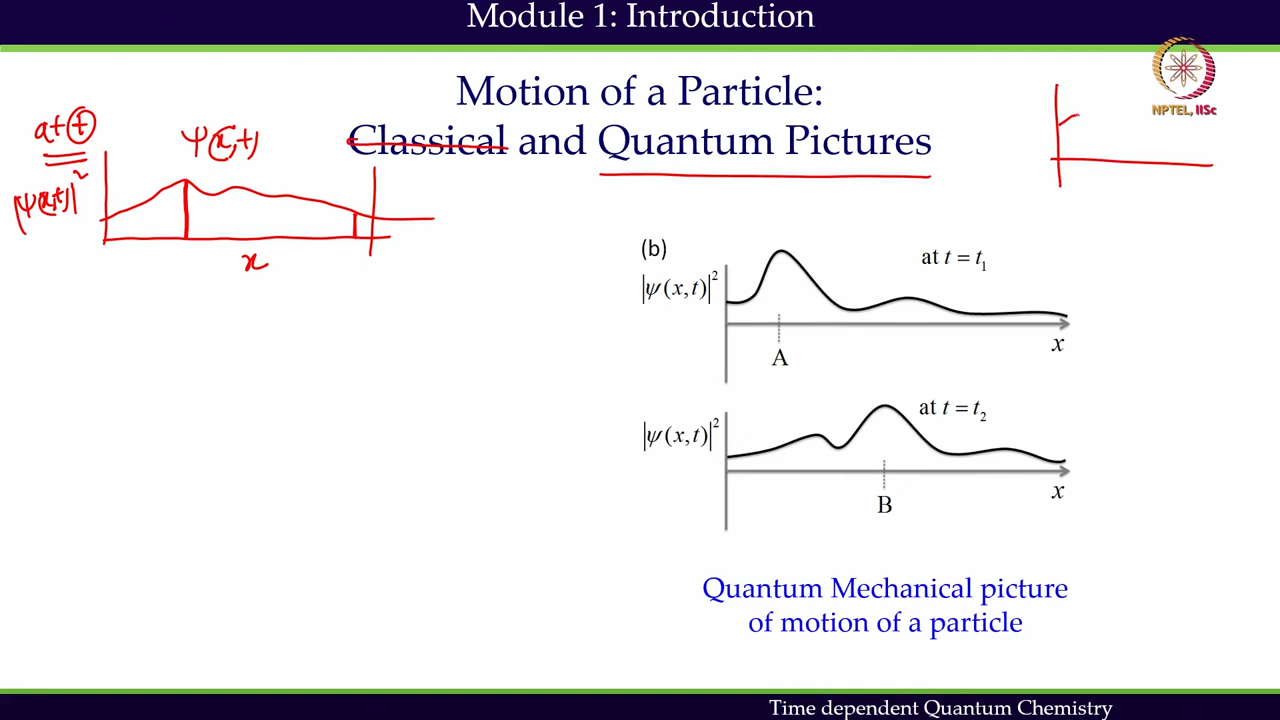 Module 1: Introduction
NPTEL, IISc
Motion of a Particle:
Classical and Quantum Pictures
at t
ψ(x,t)
|ψ(x,t)|²
x
(b)
|ψ(x,t)|²
at t = t₁
x
A
|ψ(x,t)|²
at t = t₂
x
B
Quantum Mechanical picture
of motion of a particle
Time dependent Quantum Chemistry